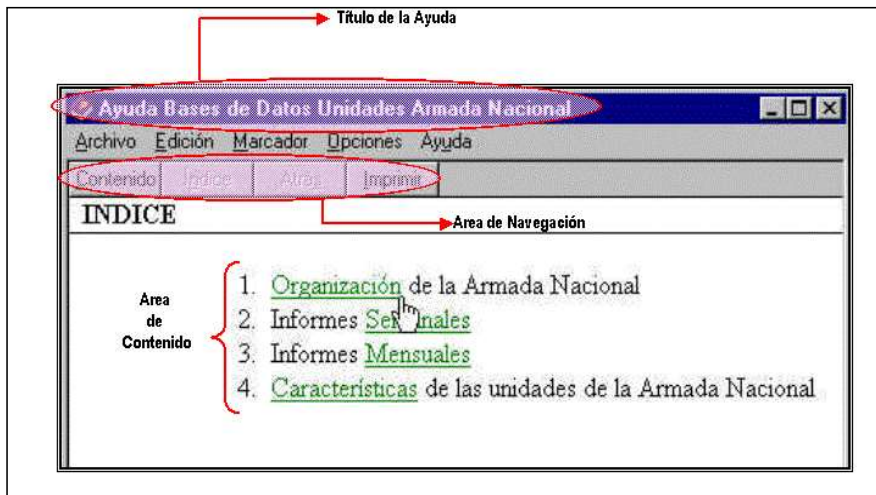 Título de la Ayuda
Ayuda Bases de Datos Unidades Armada Nacional
Archivo Edición Marcador Opciones Ayuda
Contenido Indice Atras Imprimir
INDICE
Area de Navegación
Area
de
Contenido
1. Organización de la Armada Nacional
2. Informes Semanales
3. Informes Mensuales
4. Características de las unidades de la Armada Nacional